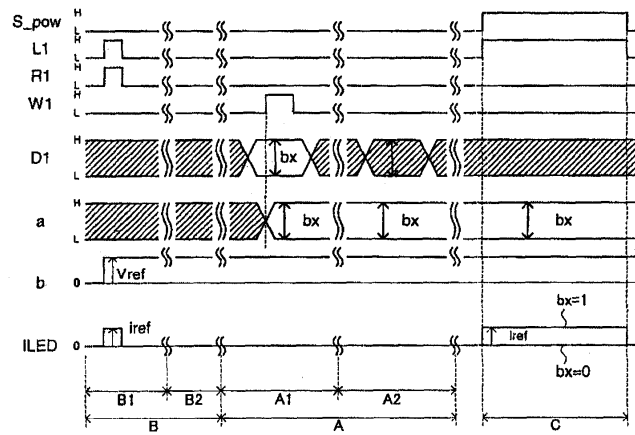 S_pow H L
L1 H L
R1 H L
W1 H L
D1 H L bx
a H L bx bx bx
b 0 Vref
bx=1
ILED 0 iref Iref
bx=0
B1 B2 A1 A2
B A C